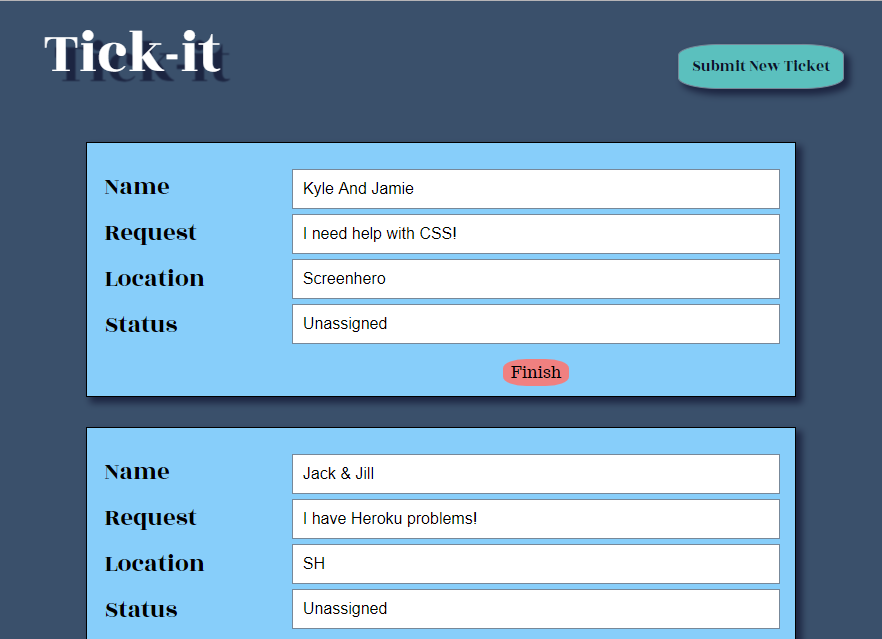 Tick-it
Submit New Ticket
Name Kyle And Jamie
Request I need help with CSS!
Location Screenhero
Status Unassigned
Finish
Name Jack & Jill
Request I have Heroku problems!
Location SH
Status Unassigned